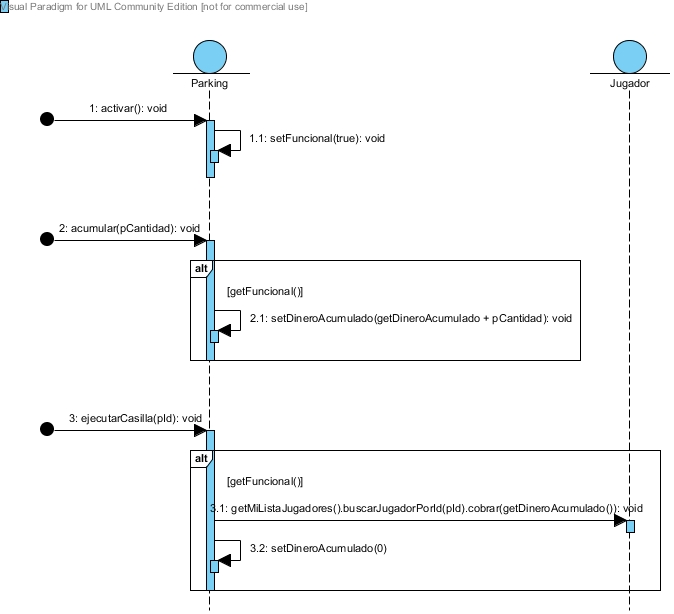 Visual Paradigm for UML Community Edition [not for commercial use]
Parking
Jugador
1: activar(): void
1.1: setFuncional(true): void
2: acumular(pCantidad): void
alt
[getFuncional()]
2.1: setDineroAcumulado(getDineroAcumulado + pCantidad): void
3: ejecutarCasilla(pId): void
alt
[getFuncional()]
3.1: getMiListaJugadores().buscarJugadorPorId(pId).cobrar(getDineroAcumulado()): void
3.2: setDineroAcumulado(0)